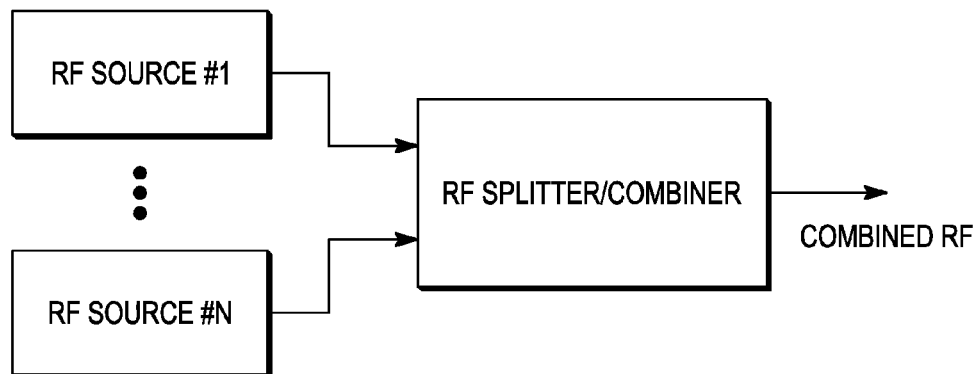 RF SOURCE #1
RF SPLITTER/COMBINER
COMBINED RF
RF SOURCE #N